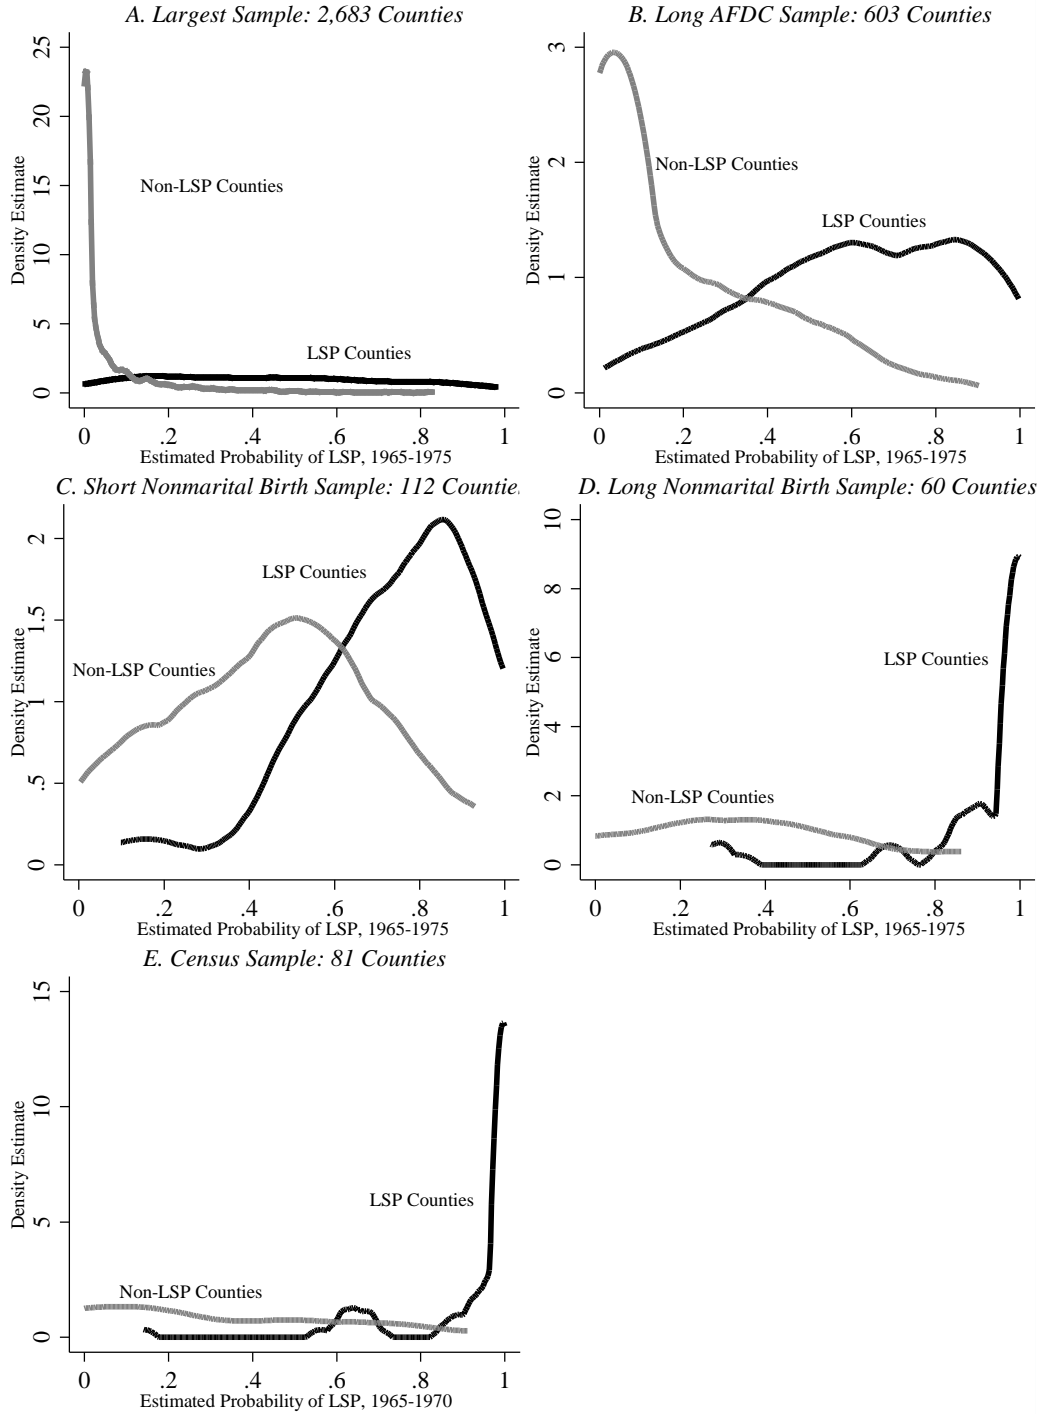 A. Largest Sample: 2,683 Counties
Density Estimate
25
20
15
10
5
0
Non-LSP Counties
LSP Counties
0 .2 .4 .6 .8 1
Estimated Probability of LSP, 1965-1975
B. Long AFDC Sample: 603 Counties
Density Estimate
3
2
1
0
Non-LSP Counties
LSP Counties
0 .2 .4 .6 .8 1
Estimated Probability of LSP, 1965-1975
C. Short Nonmarital Birth Sample: 112 Countie
Density Estimate
2
1.5
1
.5
0
LSP Counties
Non-LSP Counties
0 .2 .4 .6 .8 1
Estimated Probability of LSP, 1965-1975
D. Long Nonmarital Birth Sample: 60 Counties
Density Estimate
10
8
6
4
2
0
LSP Counties
Non-LSP Counties
0 .2 .4 .6 .8 1
Estimated Probability of LSP, 1965-1975
E. Census Sample: 81 Counties
Density Estimate
15
10
5
0
LSP Counties
Non-LSP Counties
0 .2 .4 .6 .8 1
Estimated Probability of LSP, 1965-1970